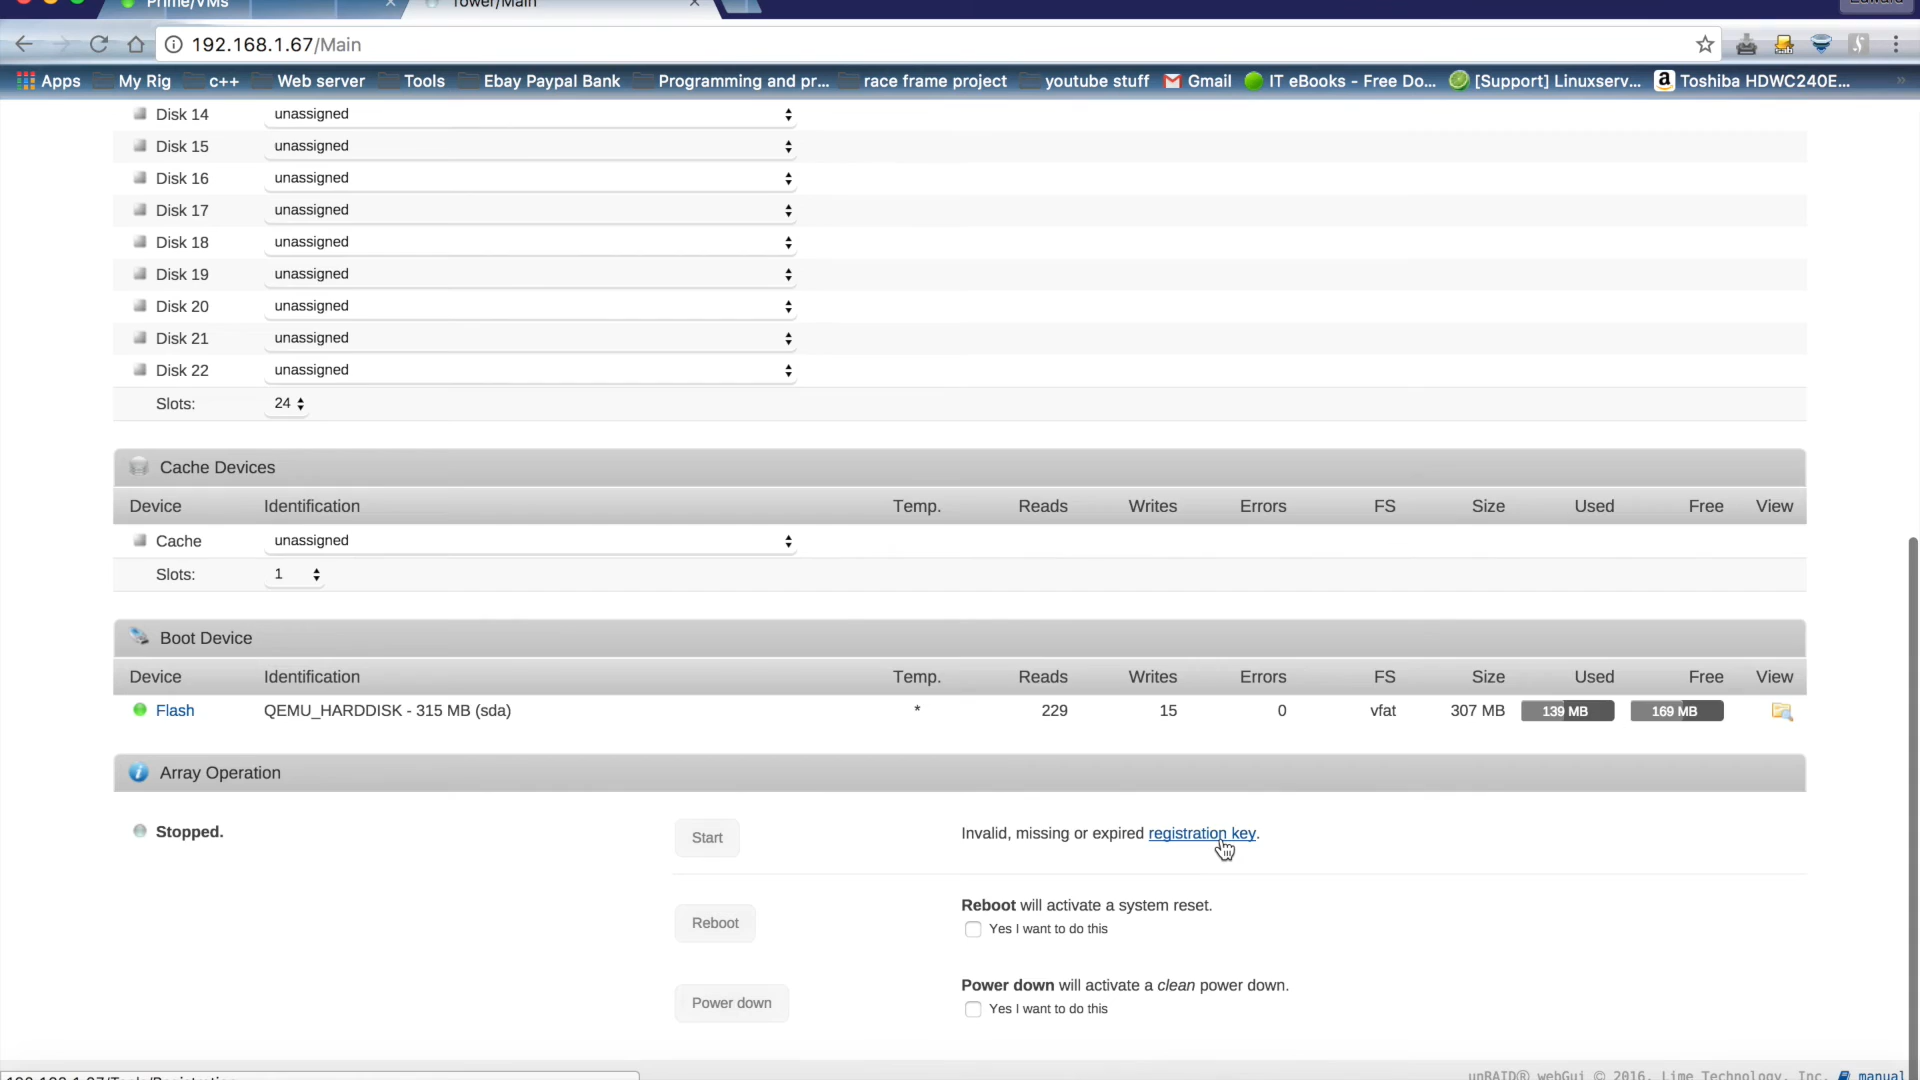 Prime/VMs
Tower/Main
Edward
192.168.1.67/Main
Apps My Rig c++ Web server Tools Ebay Paypal Bank Programming and pr... race frame project youtube stuff Gmail IT eBooks - Free Do... [Support] Linuxserv... Toshiba HDWC240E...
Disk 14 unassigned
Disk 15 unassigned
Disk 16 unassigned
Disk 17 unassigned
Disk 18 unassigned
Disk 19 unassigned
Disk 20 unassigned
Disk 21 unassigned
Disk 22 unassigned
Slots: 24
Cache Devices
Device Identification Temp. Reads Writes Errors FS Size Used Free View
Cache unassigned
Slots: 1
Boot Device
Device Identification Temp. Reads Writes Errors FS Size Used Free View
Flash QEMU_HARDDISK - 315 MB (sda) * 229 15 0 vfat 307 MB 139 MB 169 MB
Array Operation
Stopped. Start Invalid, missing or expired registration key.
Reboot Reboot will activate a system reset.
Yes I want to do this
Power down Power down will activate a clean power down.
Yes I want to do this
unRAID® webGui © 2016, Lime Technology, Inc. manual